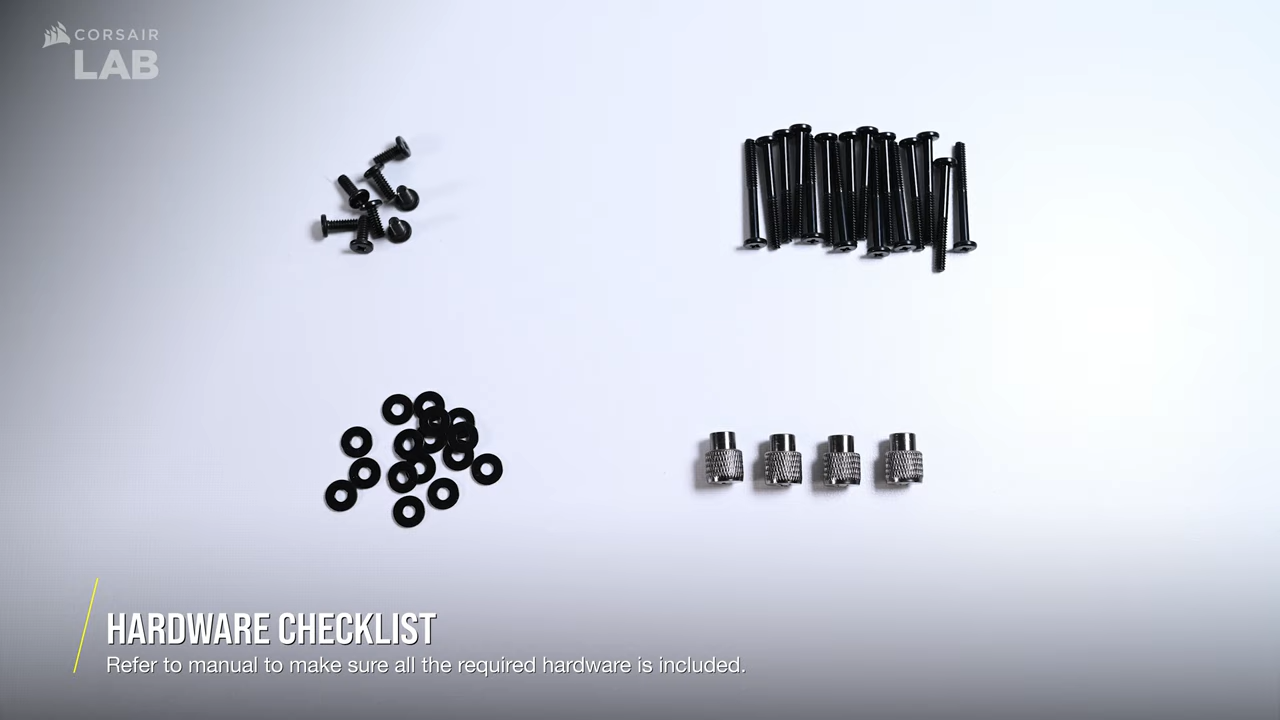 CORSAIR
LAB
HARDWARE CHECKLIST
Refer to manual to make sure all the required hardware is included.